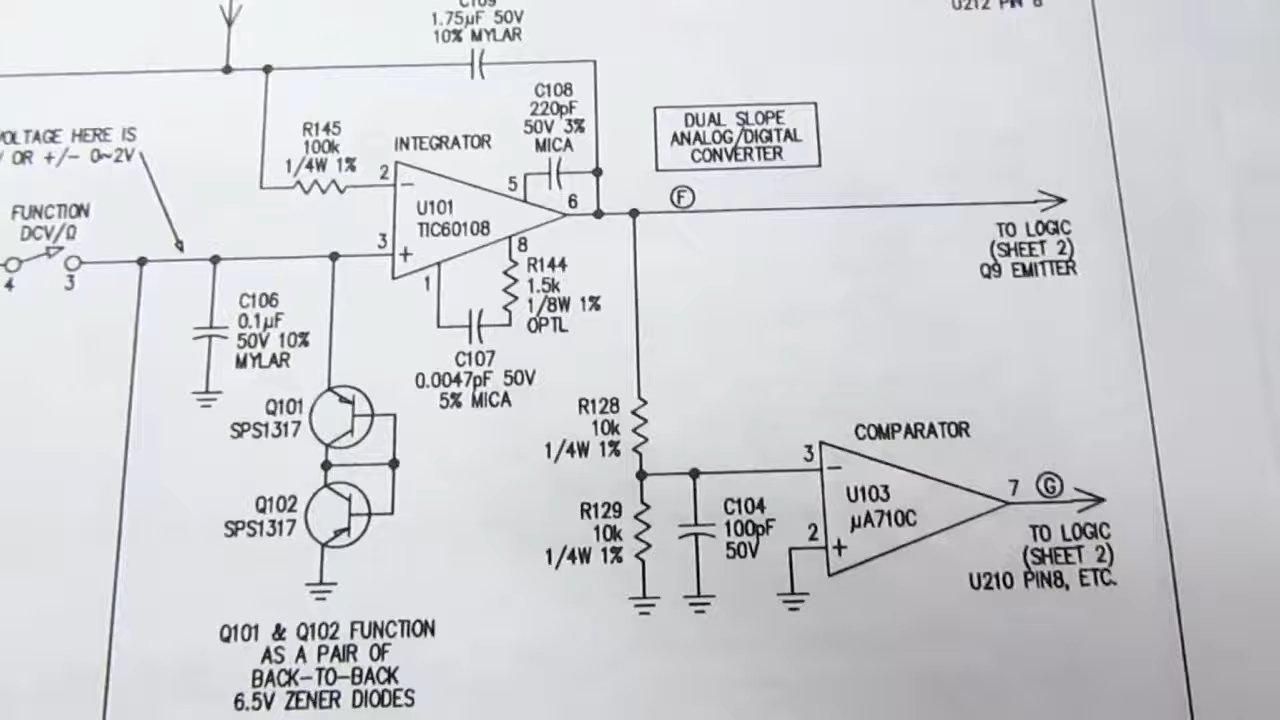 C109
1.75µF 50V
10% MYLAR
U212 PIN
VOLTAGE HERE IS
OR +/- 0~2V
FUNCTION
DCV/Ω
4
3
R145
100k
1/4W 1%
INTEGRATOR
C108
220pF
50V 3%
MICA
DUAL SLOPE
ANALOG/DIGITAL
CONVERTER
2
-
3
+
U101
TIC60108
5
6
8
1
F
TO LOGIC
(SHEET 2)
Q9 EMITTER
R144
1.5k
1/8W 1%
OPTL
C107
0.0047pF 50V
5% MICA
C106
0.1µF
50V 10%
MYLAR
Q101
SPS1317
Q102
SPS1317
Q101 & Q102 FUNCTION
AS A PAIR OF
BACK-TO-BACK
6.5V ZENER DIODES
R128
10k
1/4W 1%
R129
10k
1/4W 1%
C104
100pF
50V
COMPARATOR
3
-
2
+
U103
µA710C
7
G
TO LOGIC
(SHEET 2)
U210 PIN8, ETC.